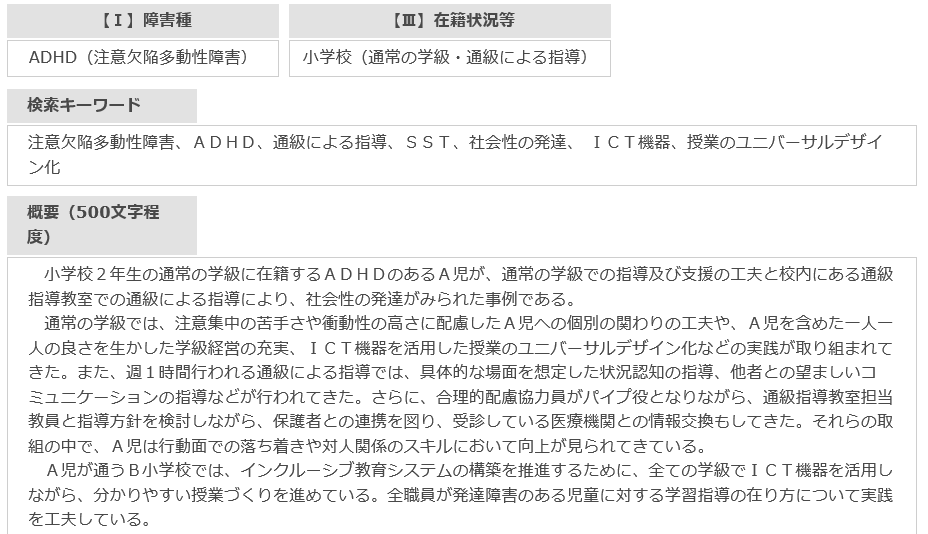 【Ⅰ】障害種
【Ⅲ】在籍状況等
ADHD（注意欠陥多動性障害）
小学校（通常の学級・通級による指導）
検索キーワード
注意欠陥多動性障害、ＡＤＨＤ、通級による指導、ＳＳＴ、社会性の発達、 ＩＣＴ機器、授業のユニバーサルデザイ
ン化
概要（500文字程
度）
　小学校２年生の通常の学級に在籍するＡＤＨＤのあるＡ児が、通常の学級での指導及び支援の工夫と校内にある通級
指導教室での通級による指導により、社会性の発達がみられた事例である。
　通常の学級では、注意集中の苦手さや衝動性の高さに配慮したＡ児への個別の関わりの工夫や、Ａ児を含めた一人一
人の良さを生かした学級経営の充実、ＩＣＴ機器を活用した授業のユニバーサルデザイン化などの実践が取り組まれて
きた。また、週１時間行われる通級による指導では、具体的な場面を想定した状況認知の指導、他者との望ましいコ
ミュニケーションの指導などが行われてきた。さらに、合理的配慮協力員がパイプ役となりながら、通級指導教室担当
教員と指導方針を検討しながら、保護者との連携を図り、受診している医療機関との情報交換もしてきた。それらの取
組の中で、Ａ児は行動面での落ち着きや対人関係のスキルにおいて向上が見られてきている。
　Ａ児が通うＢ小学校では、インクルーシブ教育システムの構築を推進するために、全ての学級でＩＣＴ機器を活用し
ながら、分かりやすい授業づくりを進めている。全職員が発達障害のある児童に対する学習指導の在り方について実践
を工夫している。